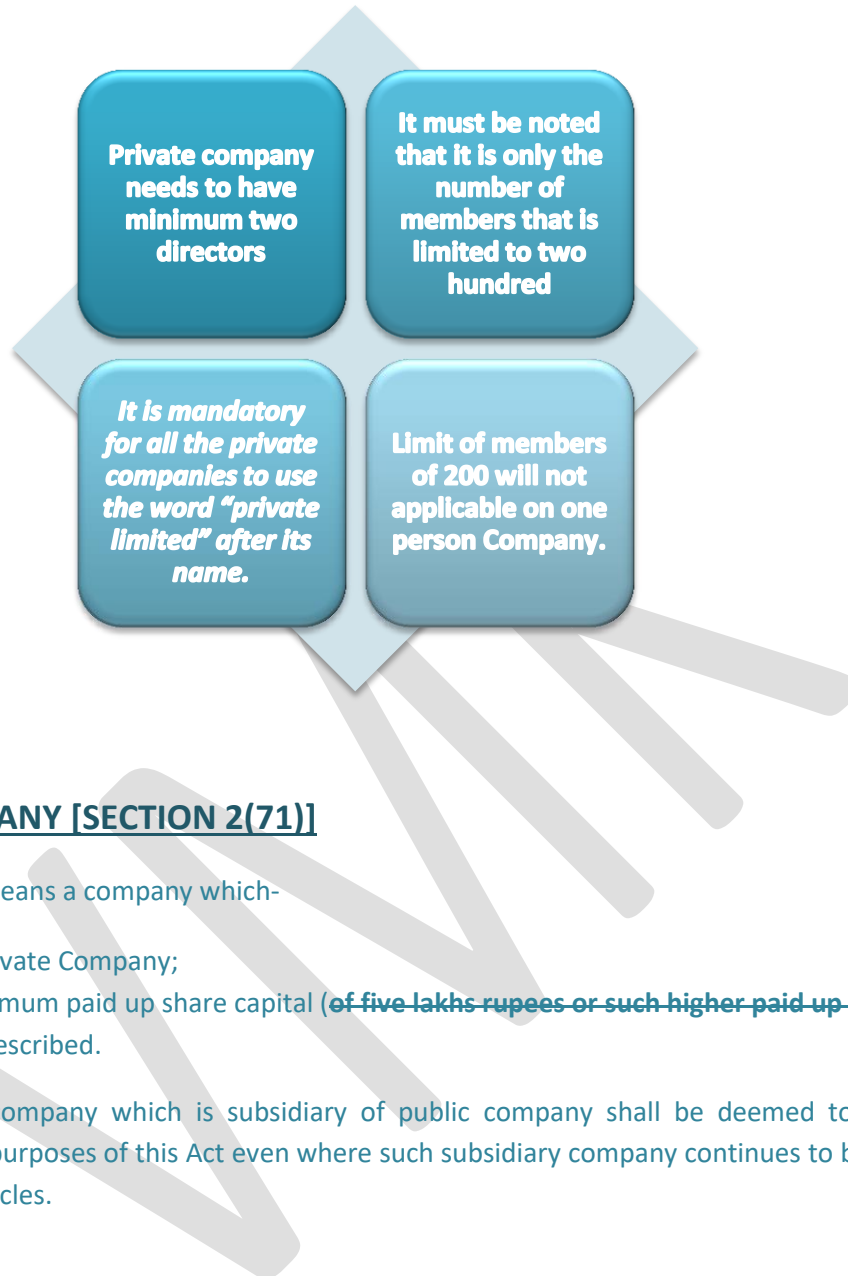 Private company
needs to have
minimum two
directors
It must be noted
that it is only the
number of
members that is
limited to two
hundred
It is mandatory
for all the private
companies to use
the word “private
limited” after its
name.
Limit of members
of 200 will not
applicable on one
person Company.
ANY [SECTION 2(71)]
eans a company which-
vate Company;
mum paid up share capital (of five lakhs rupees or such higher paid up
escribed.
ompany which is subsidiary of public company shall be deemed to
purposes of this Act even where such subsidiary company continues to b
cles.